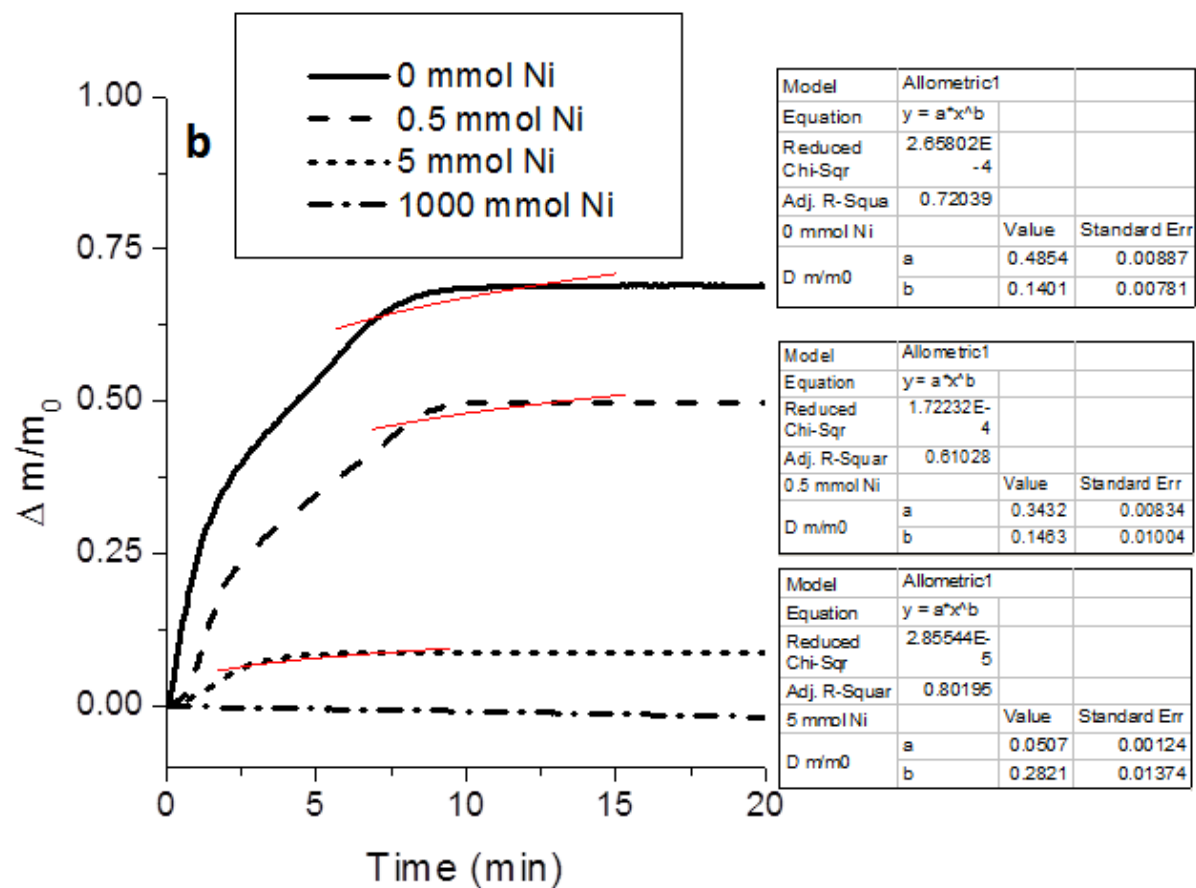 0 mmol Ni
0.5 mmol Ni
5 mmol Ni
1000 mmol Ni
b
1.00
0.75
0.50
0.25
0.00
Δ m/m0
0 5 10 15 20
Time (min)
Model Allometric1
Equation y = a*x^b
Reduced 2.65802E
Chi-Sqr -4
Adj. R-Squa 0.72039
0 mmol Ni Value Standard Err
D m/m0 a 0.4854 0.00887
b 0.1401 0.00781
Model Allometric1
Equation y = a*x^b
Reduced 1.72232E-
Chi-Sqr 4
Adj. R-Squar 0.61028
0.5 mmol Ni Value Standard Err
D m/m0 a 0.3432 0.00834
b 0.1463 0.01004
Model Allometric1
Equation y = a*x^b
Reduced 2.85544E-
Chi-Sqr 5
Adj. R-Squar 0.80195
5 mmol Ni Value Standard Err
D m/m0 a 0.0507 0.00124
b 0.2821 0.01374